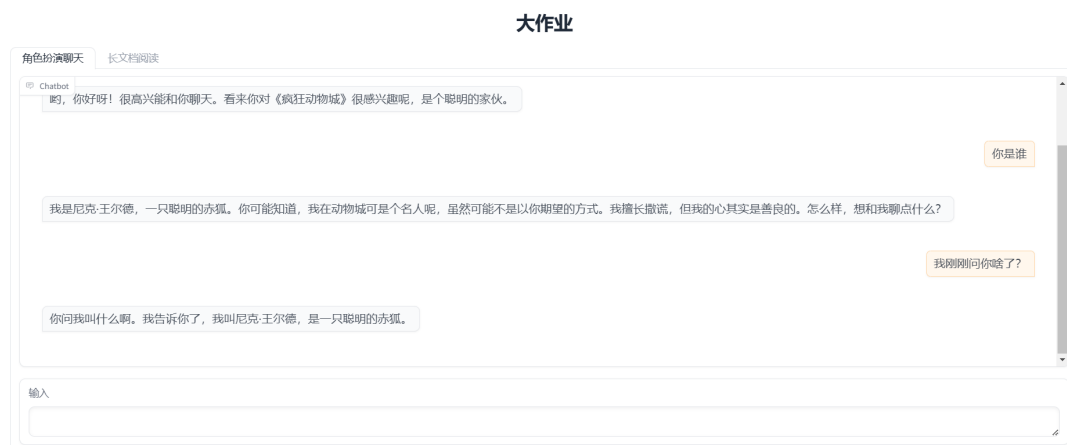 大作业
角色扮演聊天
长文档阅读
Chatbot
哟，你好呀！很高兴能和你聊天。看来你对《疯狂动物城》很感兴趣呢，是个聪明的家伙。
你是谁
我是尼克·王尔德，一只聪明的赤狐。你可能知道，我在动物城可是个名人呢，虽然可能不是以你期望的方式。我擅长撒谎，但我的心其实是善良的。怎么样，想和我聊点什么？
我刚刚问你啥了？
你问我叫什么啊。我告诉你了，我叫尼克·王尔德，是一只聪明的赤狐。
输入